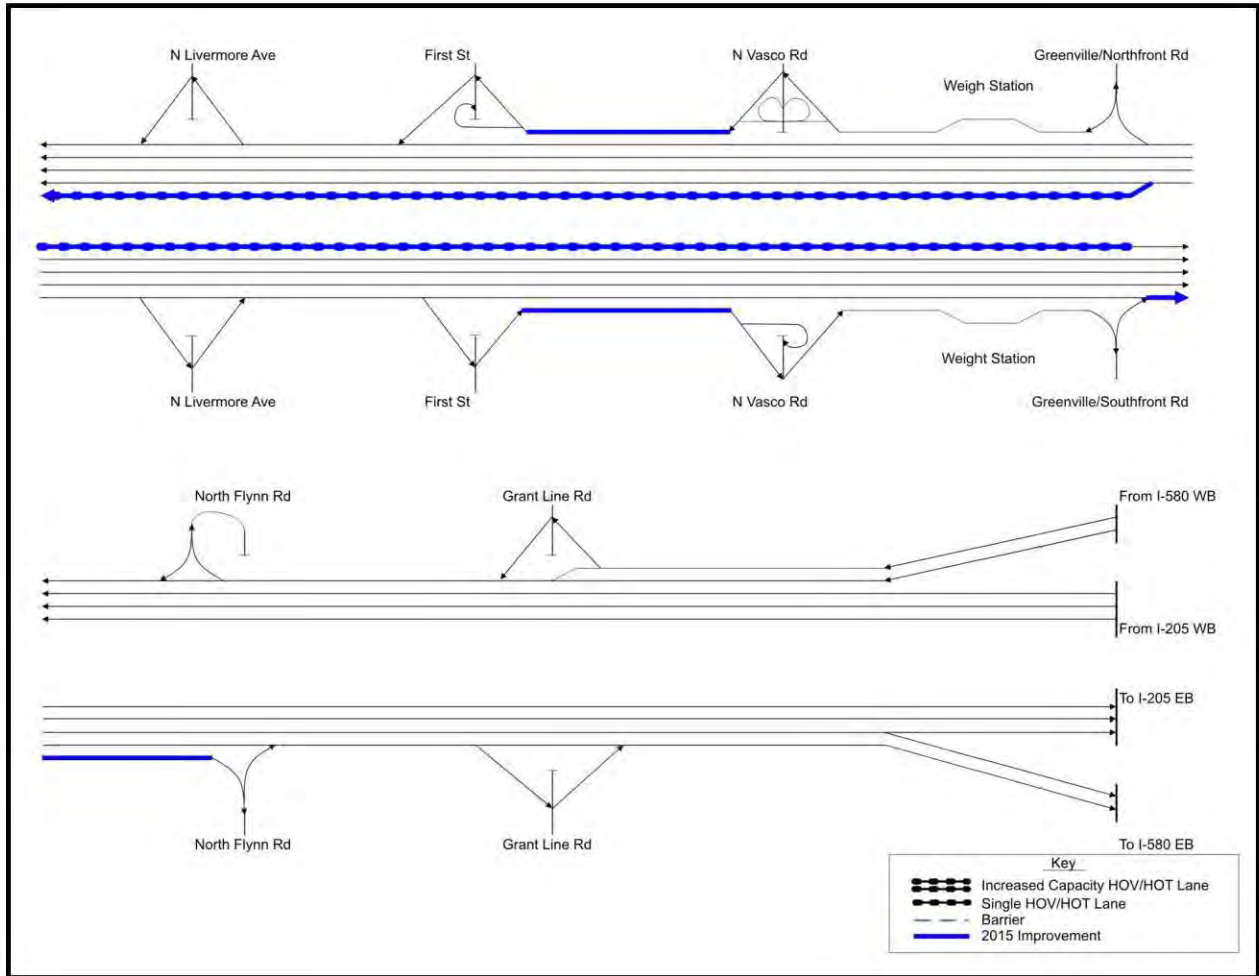 N Livermore Ave
First St
N Vasco Rd
Greenville/Northfront Rd
Weigh Station
Weight Station
N Livermore Ave
First St
N Vasco Rd
Greenville/Southfront Rd
North Flynn Rd
Grant Line Rd
From I-580 WB
From I-205 WB
To I-205 EB
North Flynn Rd
Grant Line Rd
To I-580 EB
Key
Increased Capacity HOV/HOT Lane
Single HOV/HOT Lane
Barrier
2015 Improvement